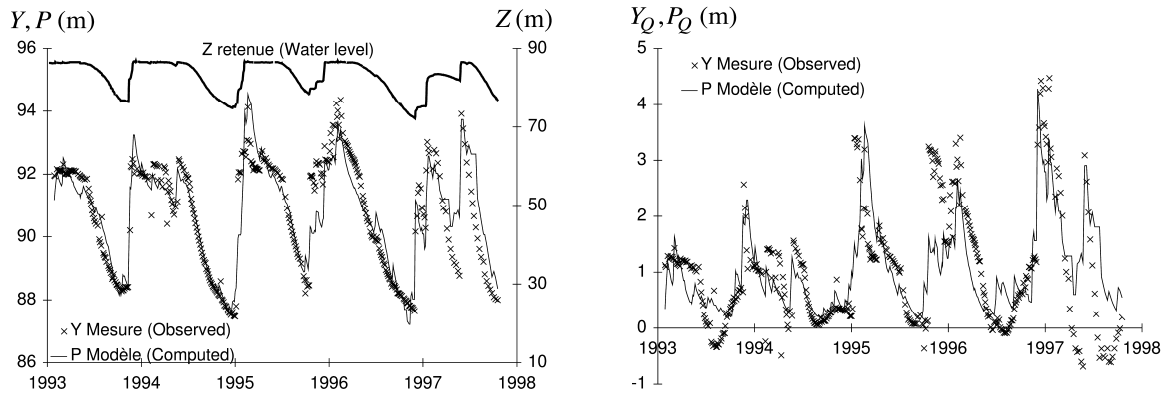 Y, P (m)
Z (m)
96
94
92
90
88
86
90
70
50
30
10
Z retenue (Water level)
× Y Mesure (Observed)
P Modèle (Computed)
1993 1994 1995 1996 1997 1998
Y_Q, P_Q (m)
5
4
3
2
1
0
-1
× Y Mesure (Observed)
P Modèle (Computed)
1993 1994 1995 1996 1997 1998